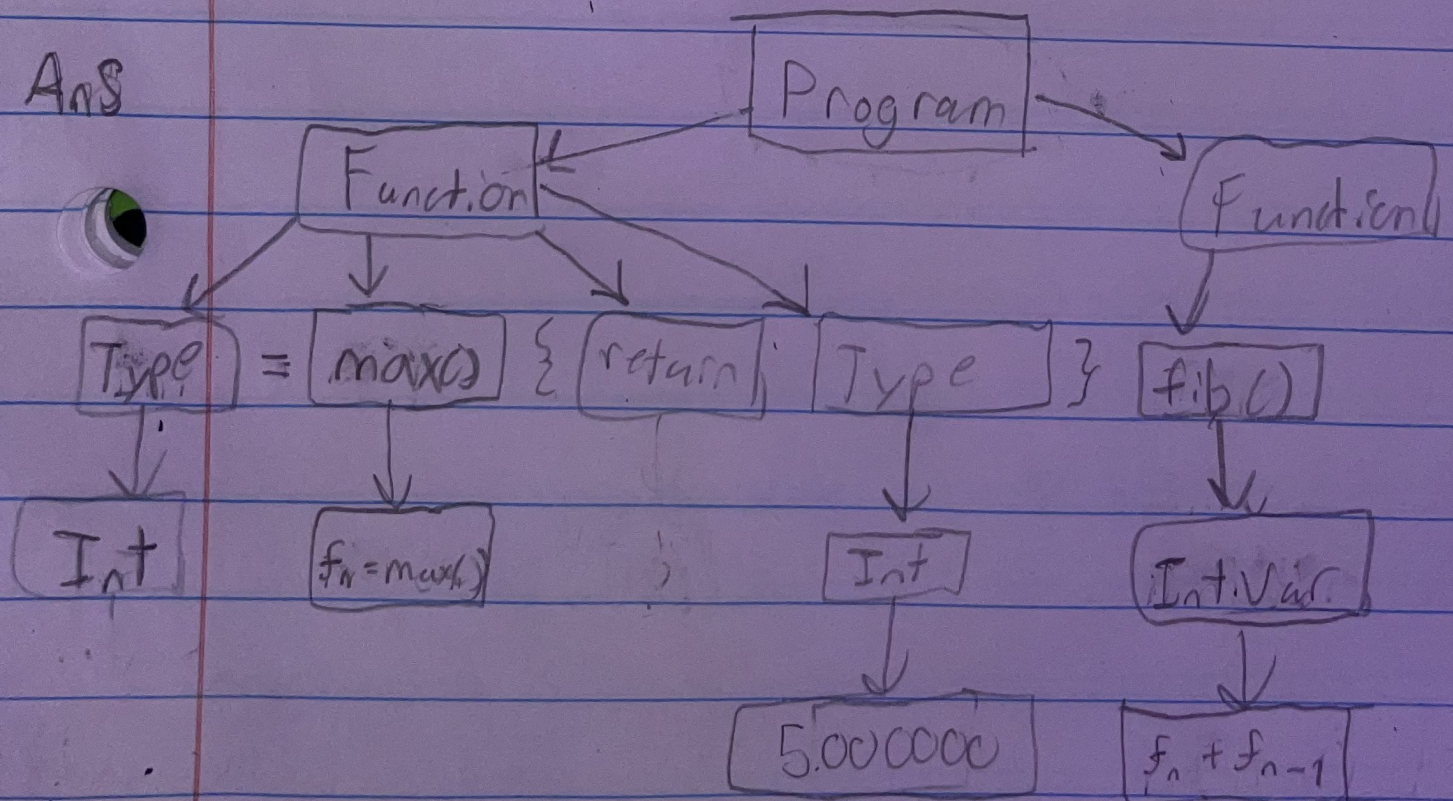 Ans
Program
Function
Function
Type = max() { return; Type } fib()
Int
fn = max()
;
Int
Int Var
5.000000
fn + fn-1